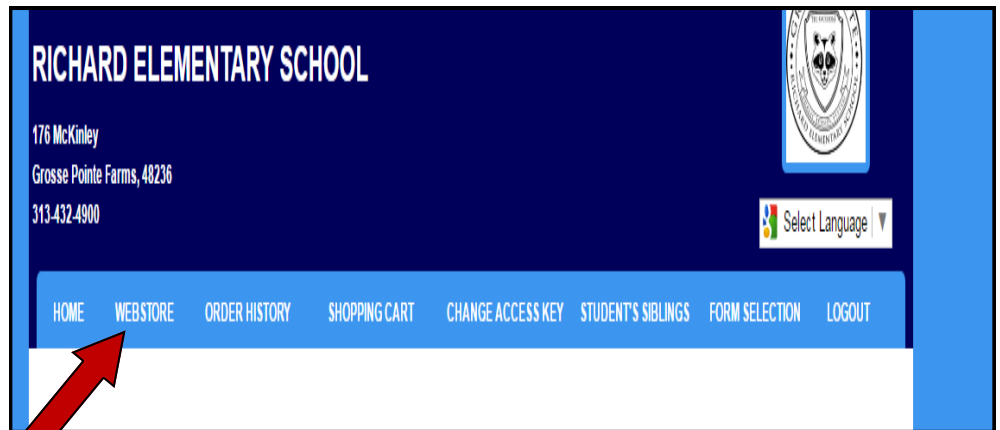 RICHARD ELEMENTARY SCHOOL
176 McKinley
Grosse Pointe Farms, 48236
313-432-4900
Select Language ▼
HOME WEBSTORE ORDER HISTORY SHOPPING CART CHANGE ACCESS KEY STUDENT'S SIBLINGS FORM SELECTION LOGOUT